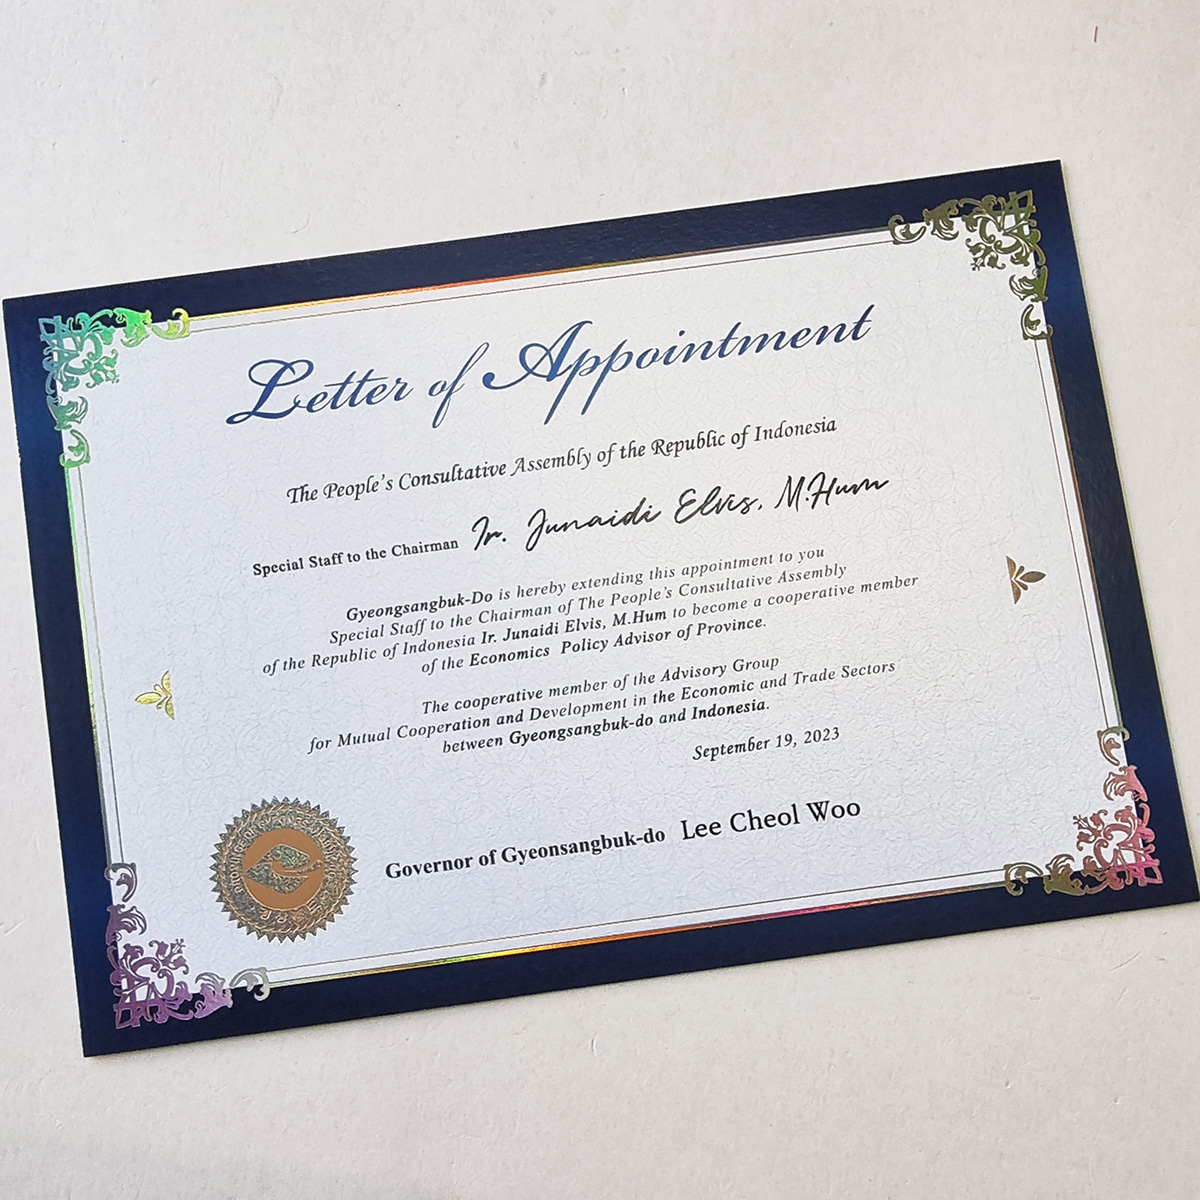 Letter of Appointment
The People's Consultative Assembly of the Republic of Indonesia
Special Staff to the Chairman Ir. Junaidi Elvis, M.Hum
Gyeongsangbuk-Do is hereby extending this appointment to you
Special Staff to the Chairman of The People's Consultative Assembly
of the Republic of Indonesia Ir. Junaidi Elvis, M.Hum to become a cooperative member
of the Economics Policy Advisor of Province.
The cooperative member of the Advisory Group
for Mutual Cooperation and Development in the Economic and Trade Sectors
between Gyeongsangbuk-do and Indonesia.
September 19, 2023
Governor of Gyeonsangbuk-do Lee Cheol Woo